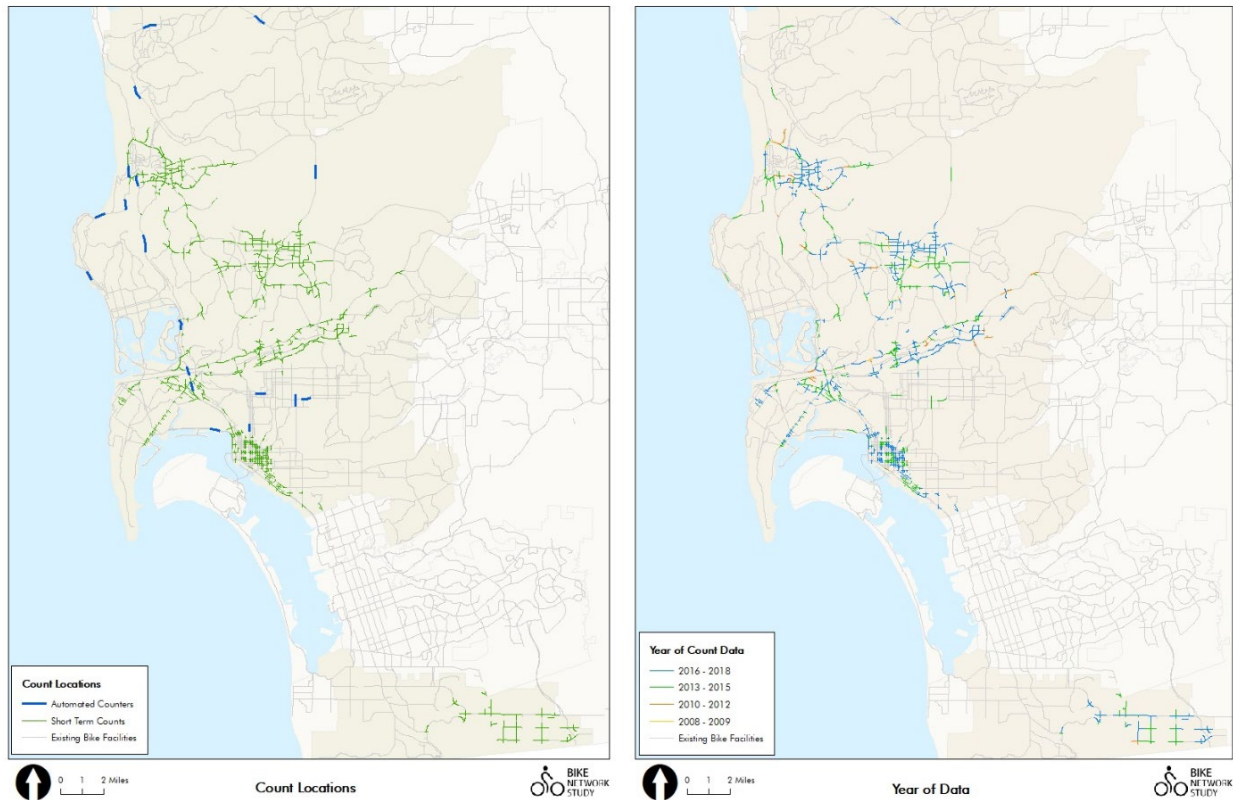 Count Locations
Automated Counters
Short Term Counts
Existing Bike Facilities
0 1 2 Miles
Count Locations
BIKE
NETWORK
STUDY
Year of Count Data
2016 - 2018
2013 - 2015
2010 - 2012
2008 - 2009
Existing Bike Facilities
0 1 2 Miles
Year of Data
BIKE
NETWORK
STUDY